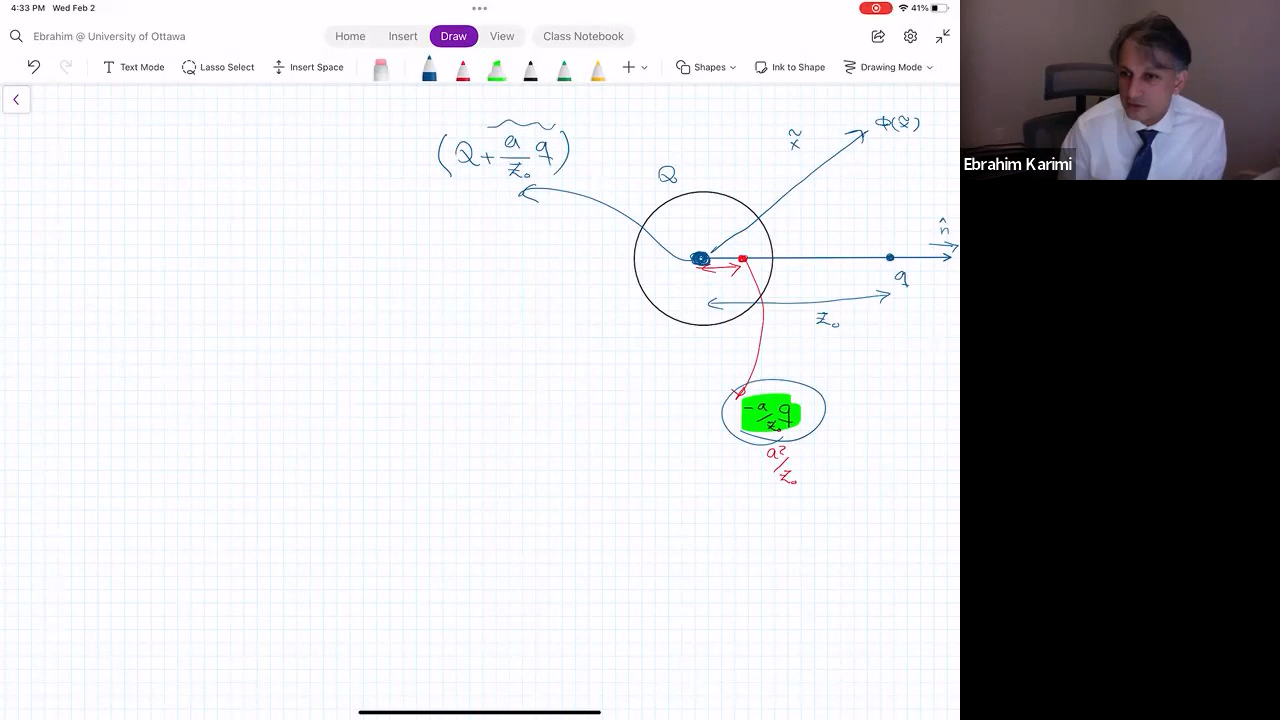 4:33 PM Wed Feb 2
41%
Ebrahim @ University of Ottawa
Home Insert Draw View Class Notebook
Text Mode Lasso Select Insert Space Shapes Ink to Shape Drawing Mode
(Q + a/z₀ q)
Q
x̃
Φ(x̃)
n̂
q
z₀
-a/z₀ q
a²/z₀
Ebrahim Karimi